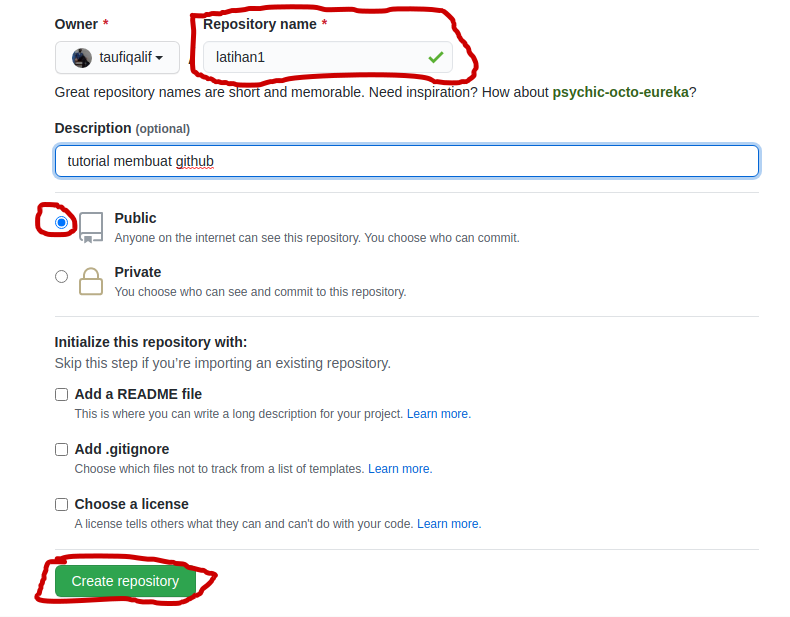 Owner *
Repository name *
taufiqalif
latihan1
Great repository names are short and memorable. Need inspiration? How about psychic-octo-eureka?
Description (optional)
tutorial membuat github
Public
Anyone on the internet can see this repository. You choose who can commit.
Private
You choose who can see and commit to this repository.
Initialize this repository with:
Skip this step if you’re importing an existing repository.
Add a README file
This is where you can write a long description for your project. Learn more.
Add .gitignore
Choose which files not to track from a list of templates. Learn more.
Choose a license
A license tells others what they can and can't do with your code. Learn more.
Create repository